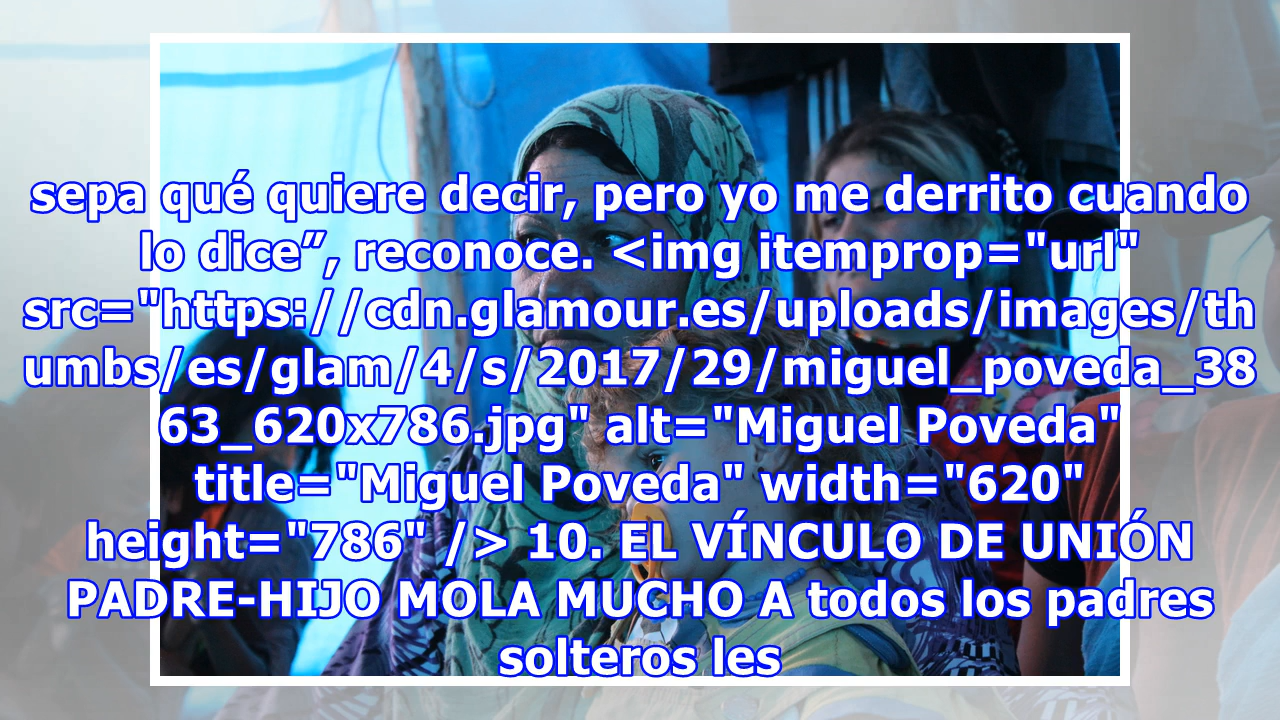 sepa qué quiere decir, pero yo me derrito cuando
lo dice”, reconoce. <img itemprop="url"
src="https://cdn.glamour.es/uploads/images/th
umbs/es/glam/4/s/2017/29/miguel_poveda_38
63_620x786.jpg" alt="Miguel Poveda"
title="Miguel Poveda" width="620"
height="786" /> 10. EL VÍNCULO DE UNIÓN
PADRE-HIJO MOLA MUCHO A todos los padres
solteros les